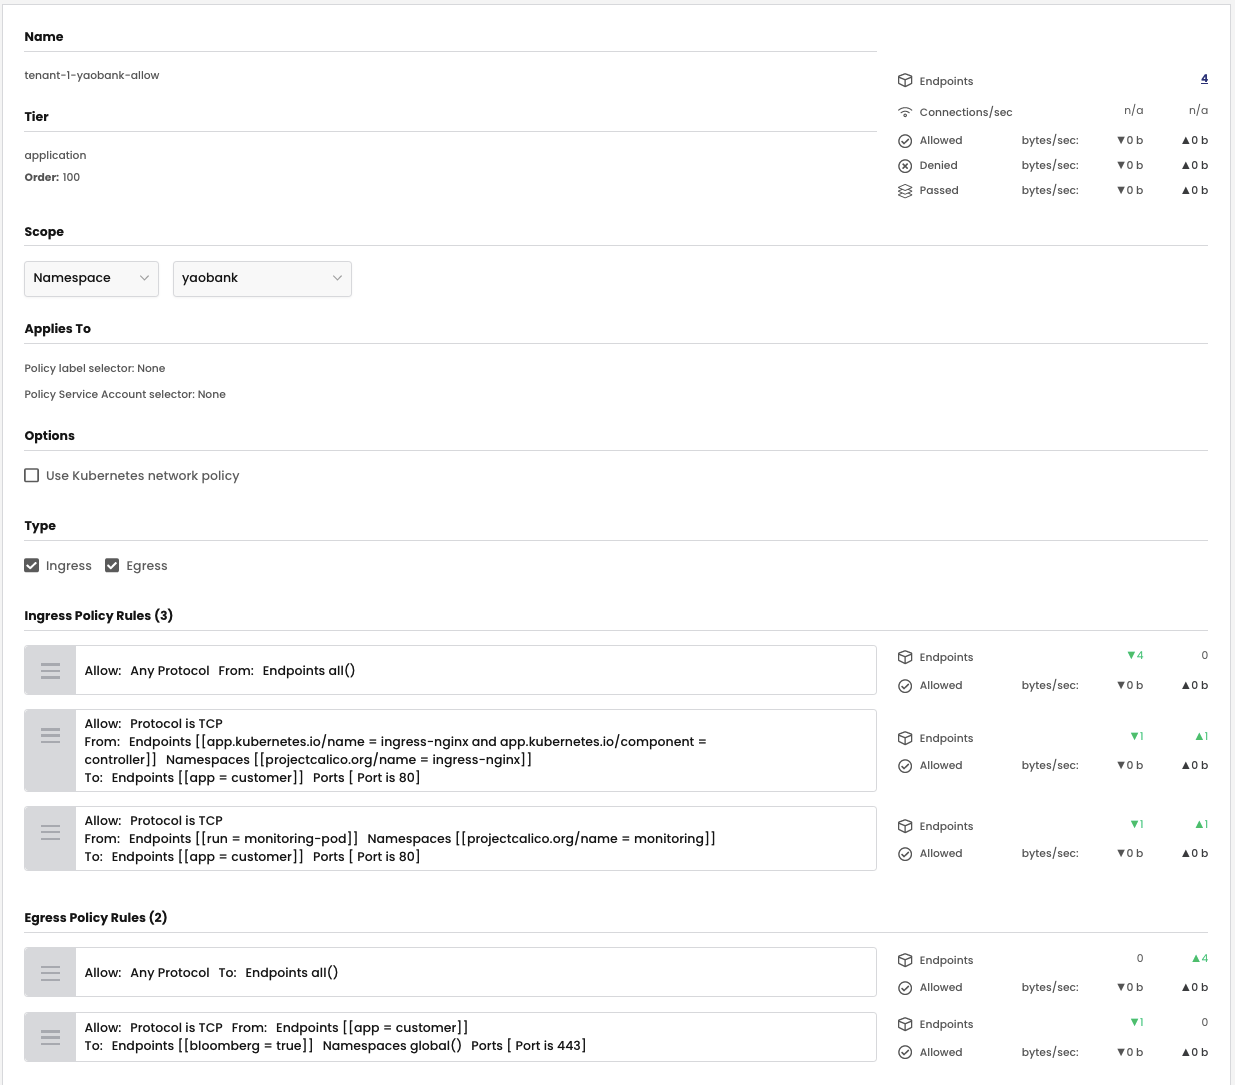 Name
tenant-1-yaobank-allow
Endpoints 4
Connections/sec n/a n/a
Tier
Allowed bytes/sec: ▼0 b ▲0 b
application
Denied bytes/sec: ▼0 b ▲0 b
Order: 100
Passed bytes/sec: ▼0 b ▲0 b
Scope
Namespace yaobank
Applies To
Policy label selector: None
Policy Service Account selector: None
Options
Use Kubernetes network policy
Type
Ingress Egress
Ingress Policy Rules (3)
Allow: Any Protocol From: Endpoints all()
Endpoints ▼4 0
Allowed bytes/sec: ▼0 b ▲0 b
Allow: Protocol is TCP
From: Endpoints [[app.kubernetes.io/name = ingress-nginx and app.kubernetes.io/component =
controller]] Namespaces [[projectcalico.org/name = ingress-nginx]]
To: Endpoints [[app = customer]] Ports [ Port is 80]
Endpoints ▼1 ▲1
Allowed bytes/sec: ▼0 b ▲0 b
Allow: Protocol is TCP
From: Endpoints [[run = monitoring-pod]] Namespaces [[projectcalico.org/name = monitoring]]
To: Endpoints [[app = customer]] Ports [ Port is 80]
Endpoints ▼1 ▲1
Allowed bytes/sec: ▼0 b ▲0 b
Egress Policy Rules (2)
Allow: Any Protocol To: Endpoints all()
Endpoints 0 ▲4
Allowed bytes/sec: ▼0 b ▲0 b
Allow: Protocol is TCP From: Endpoints [[app = customer]]
To: Endpoints [[bloomberg = true]] Namespaces global() Ports [ Port is 443]
Endpoints ▼1 0
Allowed bytes/sec: ▼0 b ▲0 b